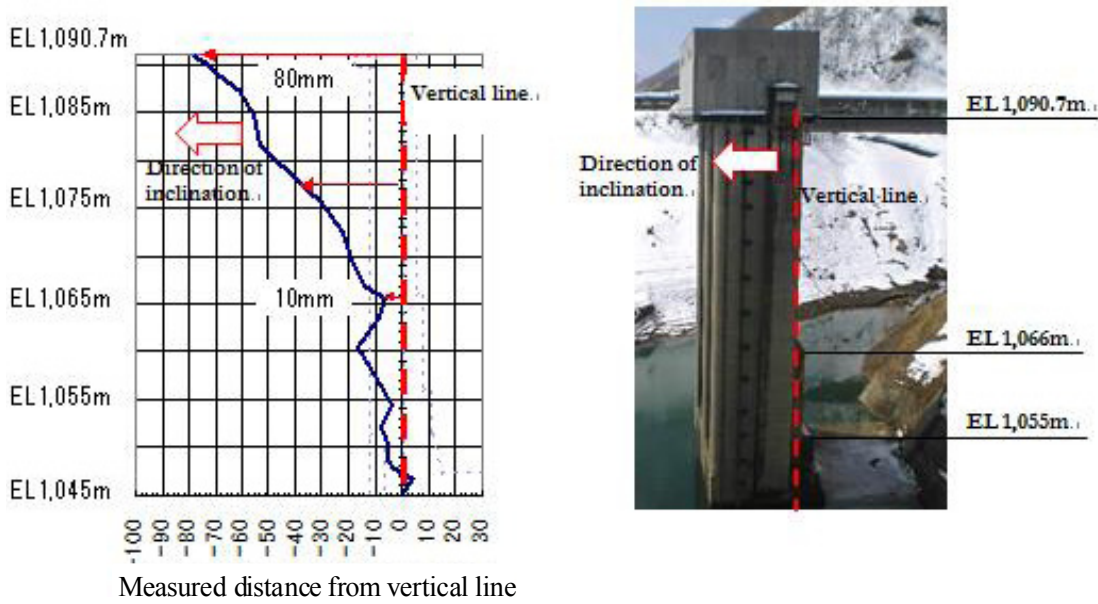 EL1,090.7m
EL1,085m
EL1,075m
EL1,065m
EL1,055m
EL1,045m
80mm
Vertical line.
Direction of
inclination.
10mm
-100
-90
-80
-70
-60
-50
-40
-30
-20
-10
0
10
20
30
Measured distance from vertical line
EL 1,090.7m.
Direction of
inclination.
Vertical line.
EL 1,066m.
EL 1,055m.